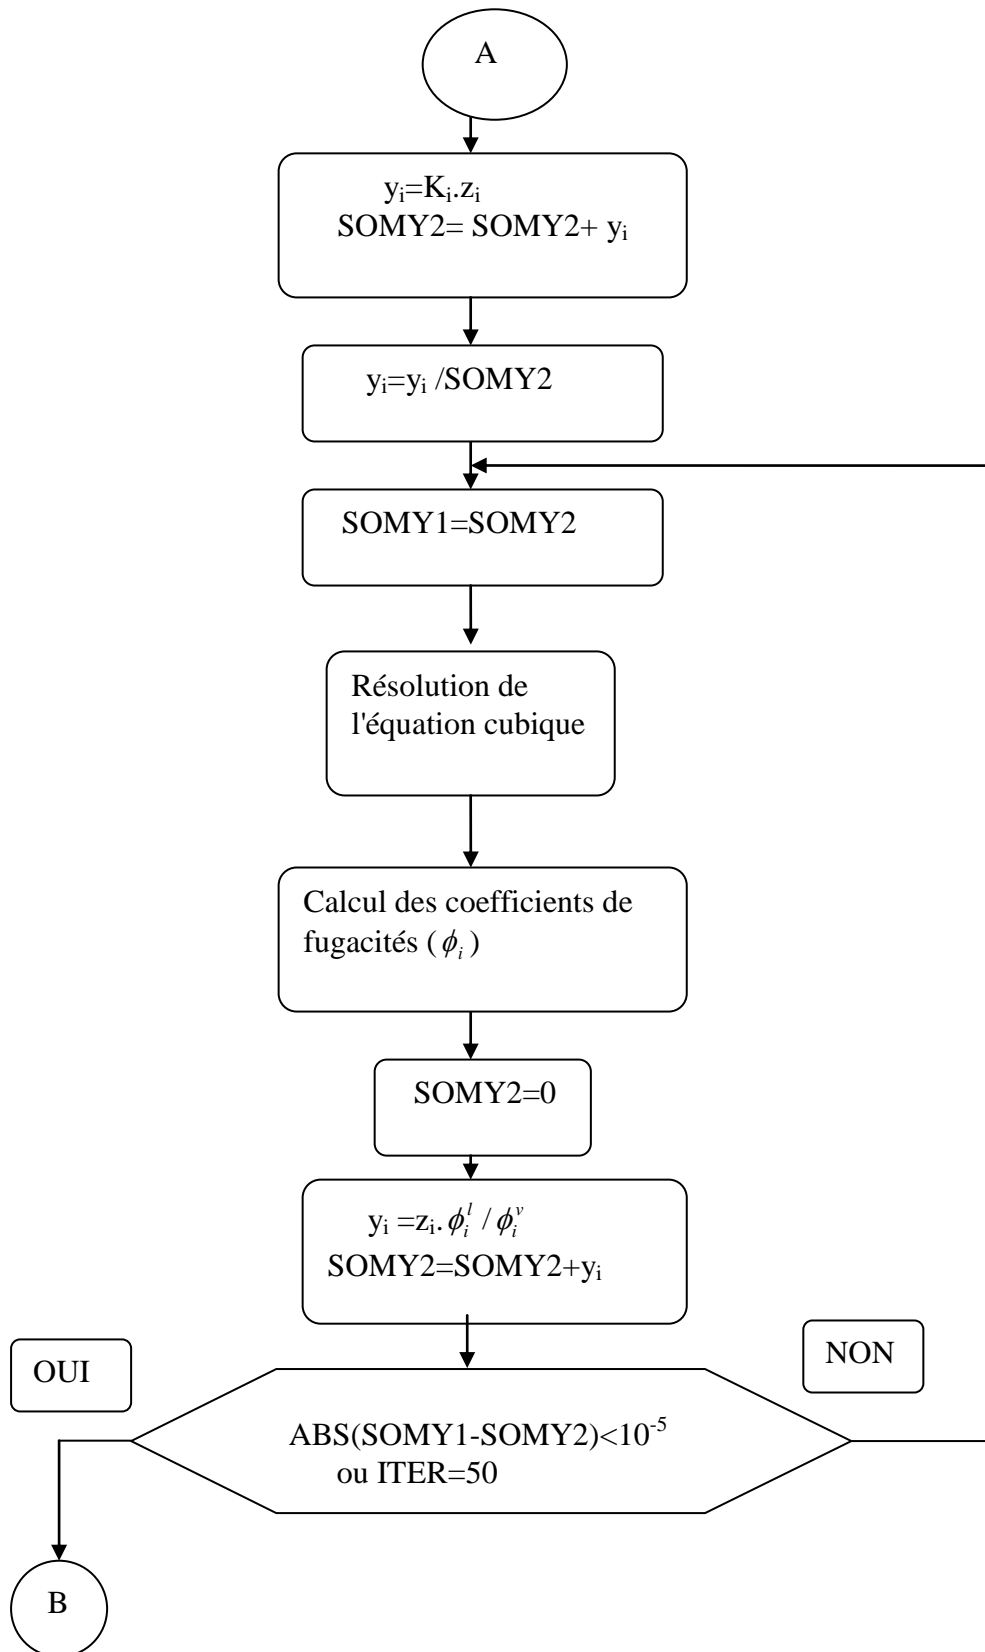 A
yᵢ=Kᵢ.zᵢ
SOMY2= SOMY2+ yᵢ
yᵢ=yᵢ /SOMY2
SOMY1=SOMY2
Résolution de
l'équation cubique
Calcul des coefficients de
fugacités (ϕᵢ)
SOMY2=0
yᵢ =zᵢ.ϕᵢˡ / ϕᵢᵛ
SOMY2=SOMY2+yᵢ
OUI
NON
ABS(SOMY1-SOMY2)<10⁻⁵
ou ITER=50
B